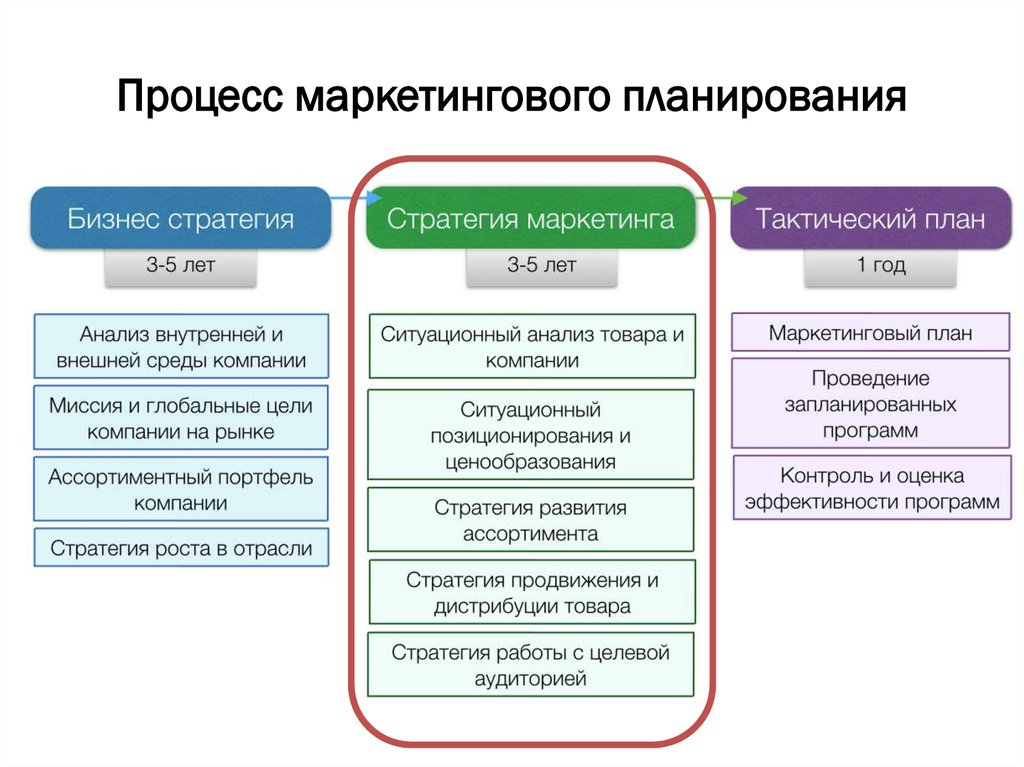 Процесс маркетингового планирования
Бизнес стратегия
3-5 лет
Анализ внутренней и
внешней среды компании
Миссия и глобальные цели
компании на рынке
Ассортиментный портфель
компании
Стратегия роста в отрасли
Стратегия маркетинга
3-5 лет
Ситуационный анализ товара и
компании
Ситуационный
позиционирования и
ценообразования
Стратегия развития
ассортимента
Стратегия продвижения и
дистрибуции товара
Стратегия работы с целевой
аудиторией
Тактический план
1 год
Маркетинговый план
Проведение
запланированных
программ
Контроль и оценка
эффективности программ